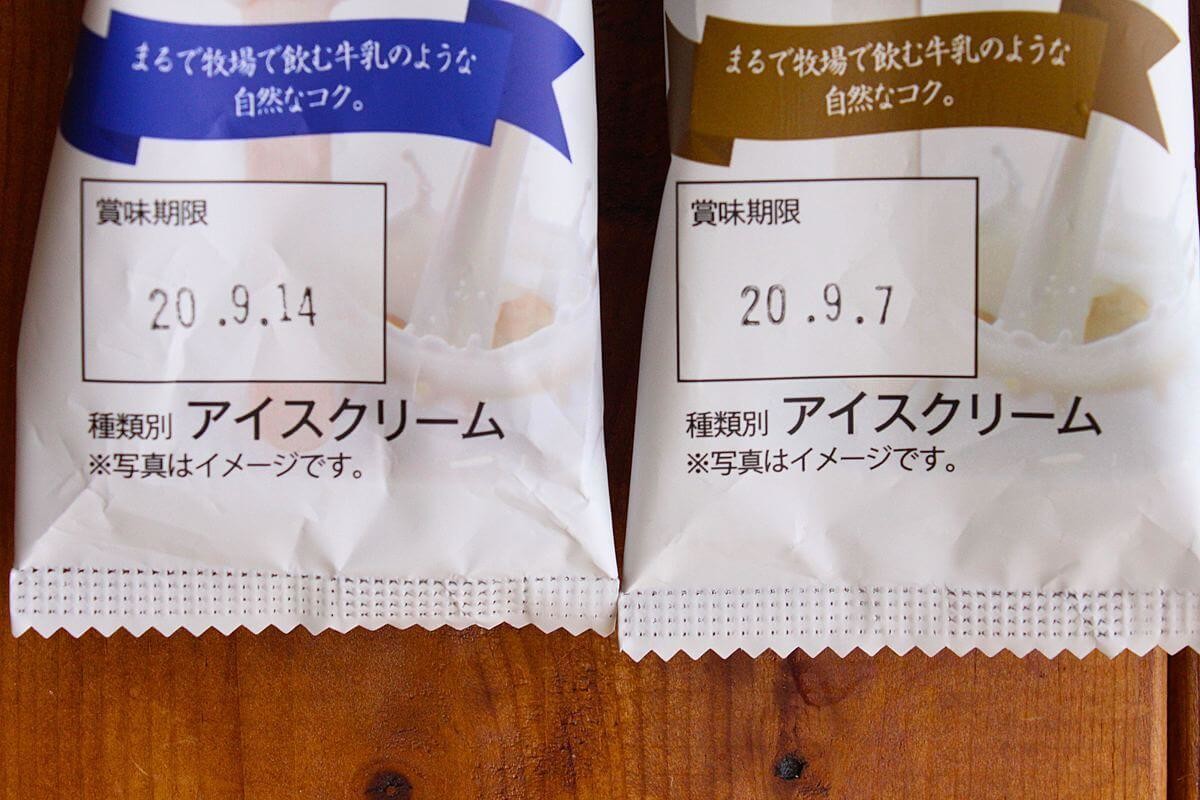 まるで牧場で飲む牛乳のような
自然なコク。
賞味期限
20.9.14
種類別 アイスクリーム
※写真はイメージです。
まるで牧場で飲む牛乳のような
自然なコク。
賞味期限
20.9.7
種類別 アイスクリーム
※写真はイメージです。